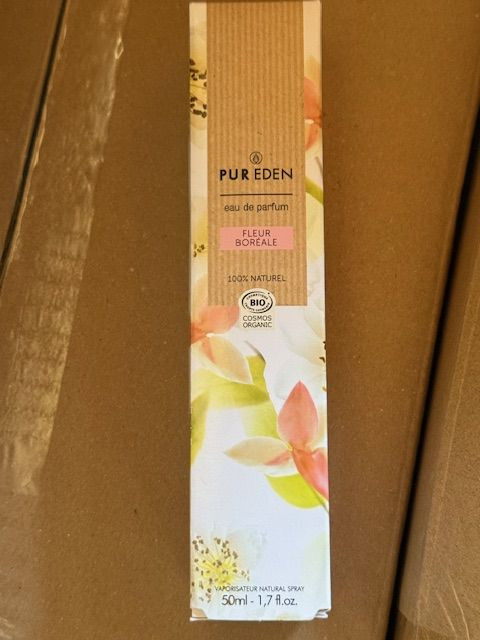 PUR EDEN
eau de parfum
FLEUR
BORÉALE
100% NATUREL
BIO
COSMOS
ORGANIC
VAPORISATEUR NATURAL SPRAY
50ml - 1,7 fl.oz.